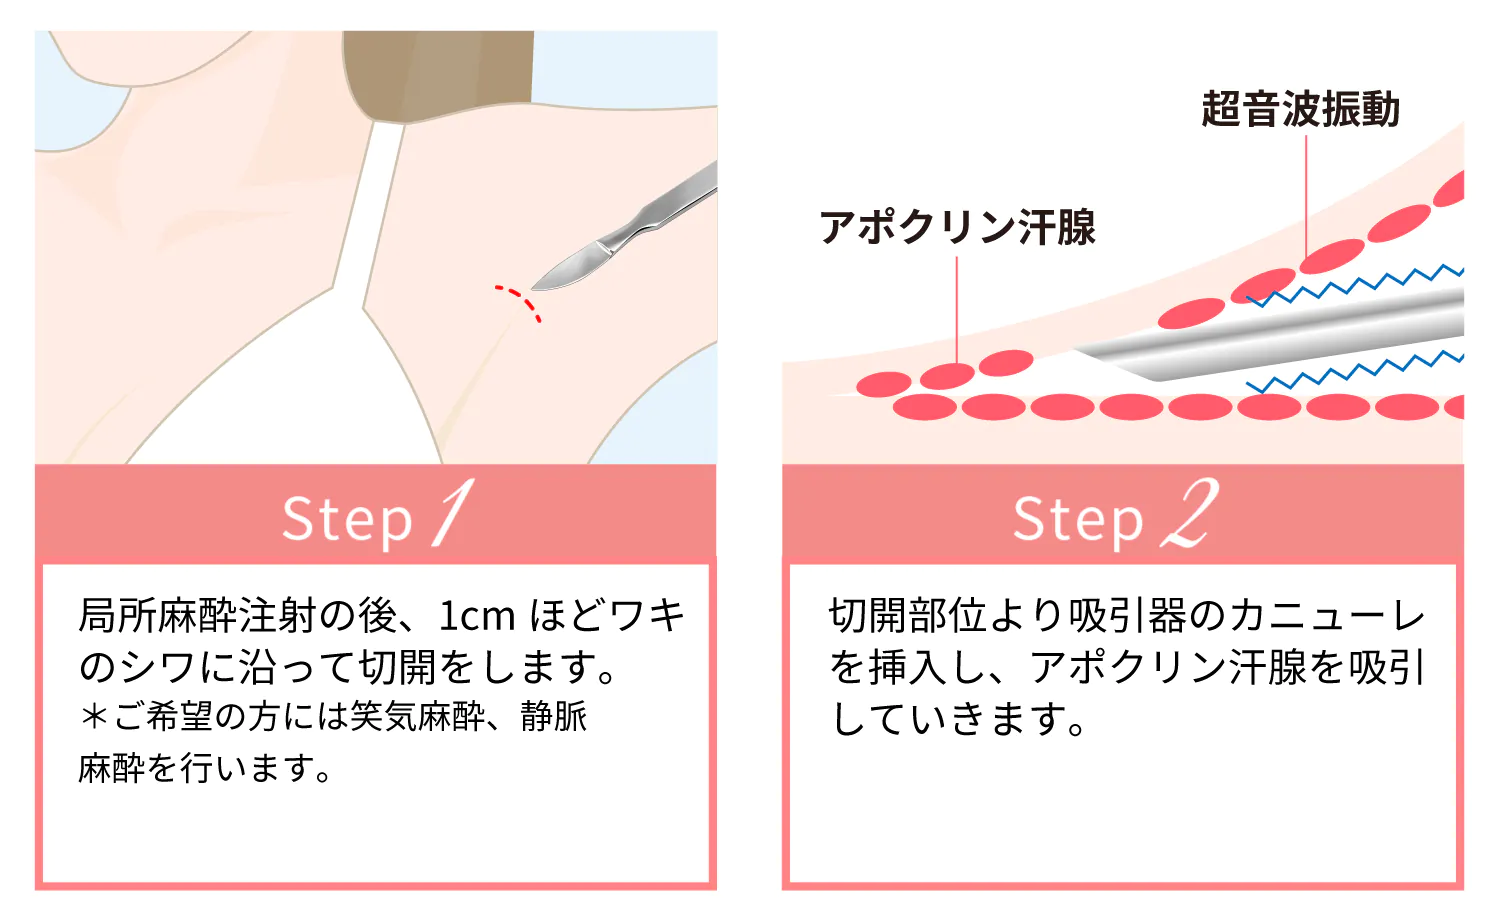 超音波振動
アポクリン汗腺
Step 1
局所麻酔注射の後、1cm ほどワキ
のシワに沿って切開をします。
＊ご希望の方には笑気麻酔、静脈
麻酔を行います。
Step 2
切開部位より吸引器のカニューレ
を挿入し、アポクリン汗腺を吸引
していきます。